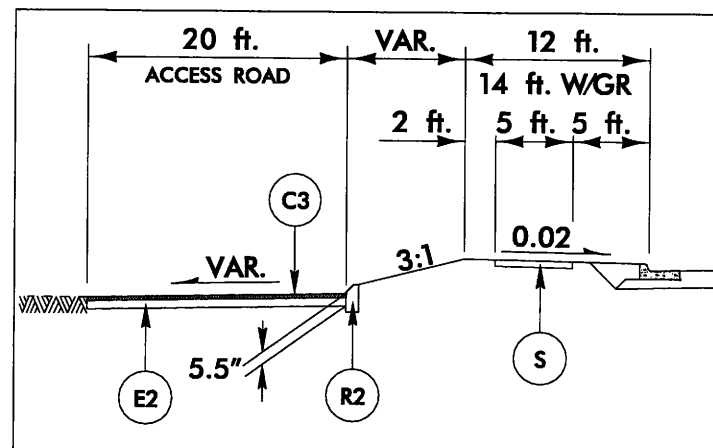 20 ft. VAR. 12 ft.
ACCESS ROAD 14 ft. W/GR
2 ft. 5 ft. 5 ft.
C3
VAR. 3:1 0.02
5.5"
E2 R2 S